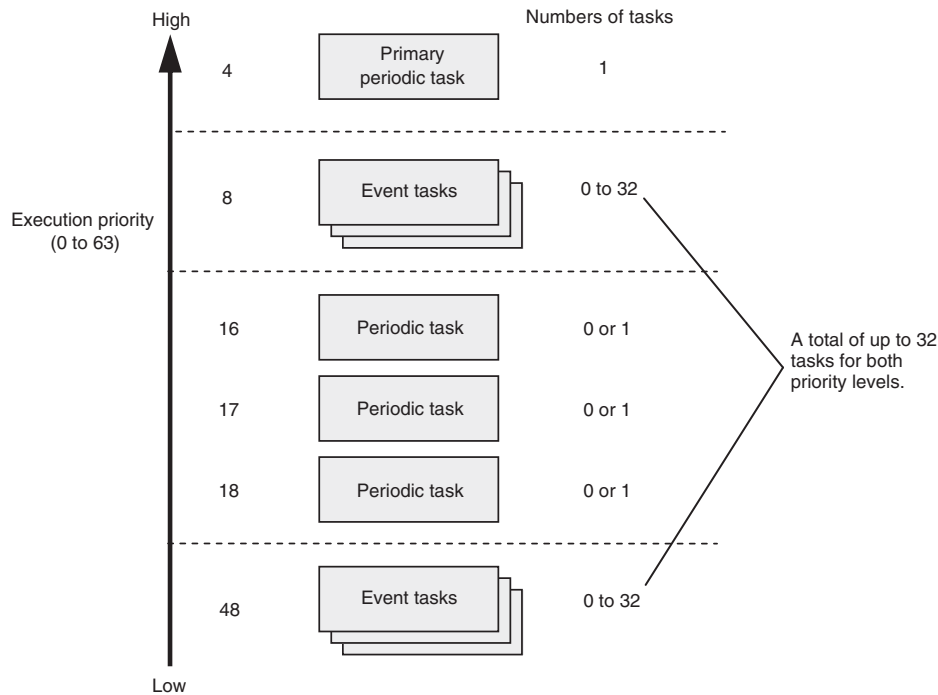 High
Numbers of tasks
4
Primary
periodic task
1
8
Event tasks
0 to 32
Execution priority
(0 to 63)
16
Periodic task
0 or 1
A total of up to 32
tasks for both
priority levels.
17
Periodic task
0 or 1
18
Periodic task
0 or 1
48
Event tasks
0 to 32
Low